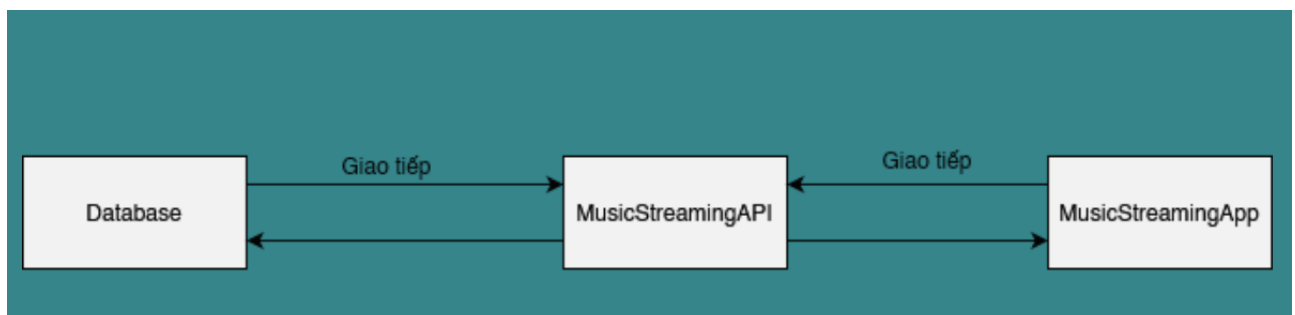 Giao tiếp
Giao tiếp
Database
MusicStreamingAPI
MusicStreamingApp